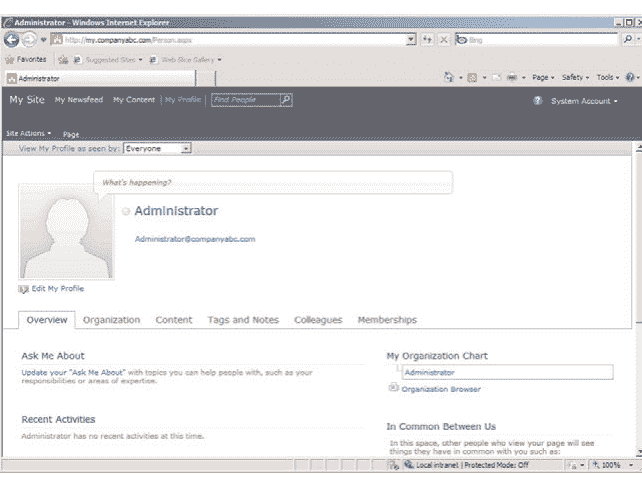 Administrator - Windows Internet Explorer
http://my.companyabc.com/Person.aspx
Bing
Favorites Suggested Sites Web Slice Gallery
Administrator
Page Safety Tools
My Site My Newsfeed My Content My Profile Find People
System Account
Site Actions Page
View My Profile as seen by: Everyone
What's happening?
Administrator
Administrator@companyabc.com
Edit My Profile
Overview Organization Content Tags and Notes Colleagues Memberships
Ask Me About
Update your "Ask Me About" with topics you can help people with, such as your
responsibilities or areas of expertise.
My Organization Chart
Administrator
Organization Browser
Recent Activities
Administrator has no recent activities at this time.
In Common Between Us
In this space, other people who view your page will see
things they have in common with you such as:
Local intranet | Protected Mode: Off
100%